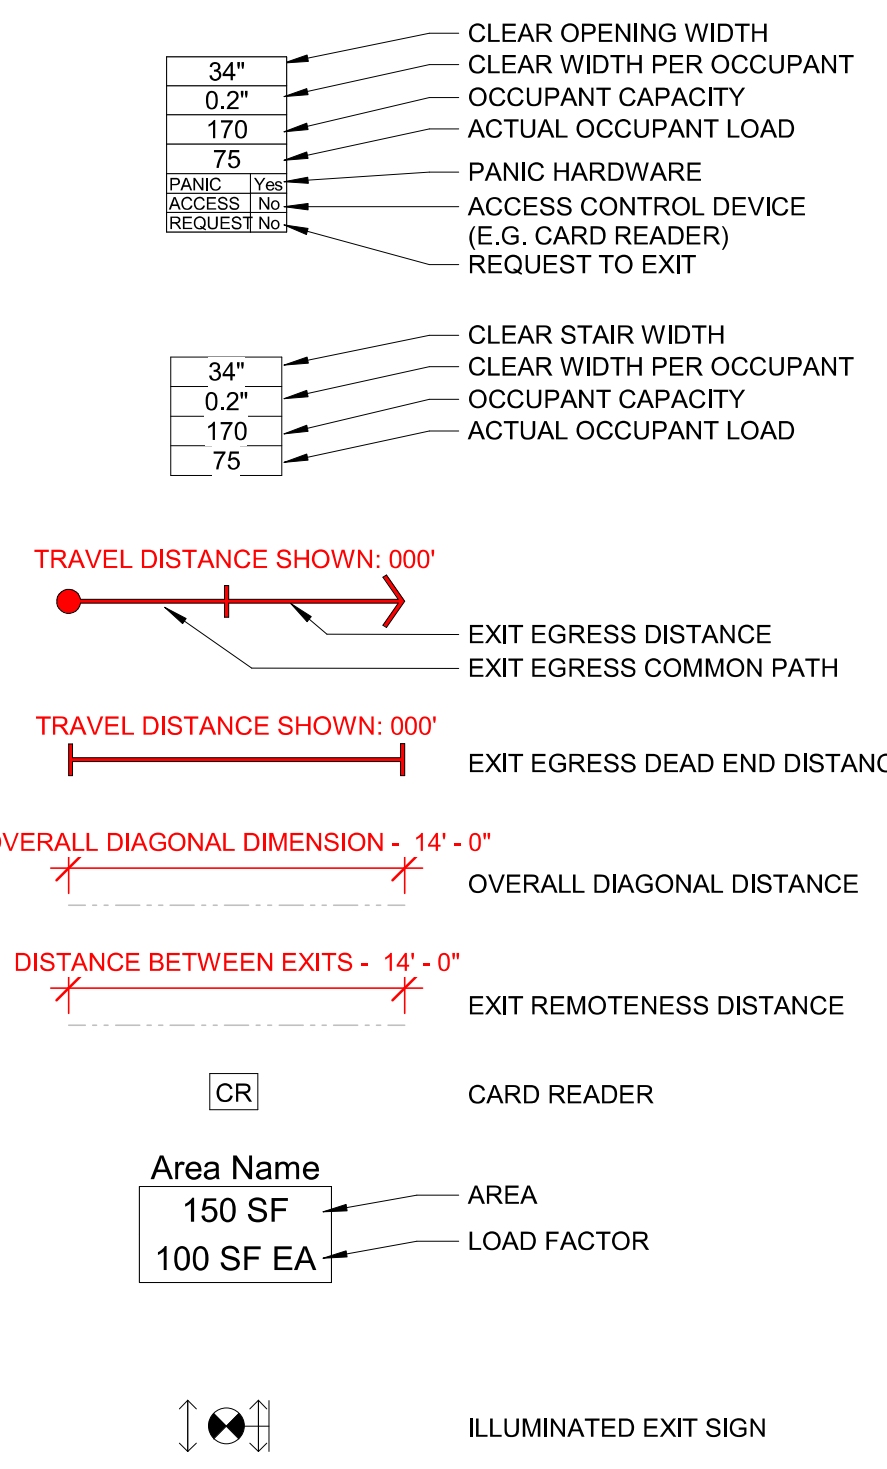 CLEAR OPENING WIDTH
CLEAR WIDTH PER OCCUPANT
OCCUPANT CAPACITY
ACTUAL OCCUPANT LOAD
PANIC HARDWARE
ACCESS CONTROL DEVICE
(E.G. CARD READER)
REQUEST TO EXIT
34"
0.2"
170
75
PANIC Yes
ACCESS No
REQUEST No
CLEAR STAIR WIDTH
CLEAR WIDTH PER OCCUPANT
OCCUPANT CAPACITY
ACTUAL OCCUPANT LOAD
34"
0.2"
170
75
TRAVEL DISTANCE SHOWN: 000'
EXIT EGRESS DISTANCE
EXIT EGRESS COMMON PATH
TRAVEL DISTANCE SHOWN: 000'
EXIT EGRESS DEAD END DISTANC
OVERALL DIAGONAL DIMENSION - 14' - 0"
OVERALL DIAGONAL DISTANCE
DISTANCE BETWEEN EXITS - 14' - 0"
EXIT REMOTENESS DISTANCE
CR
CARD READER
Area Name
150 SF
AREA
100 SF EA
LOAD FACTOR
ILLUMINATED EXIT SIGN